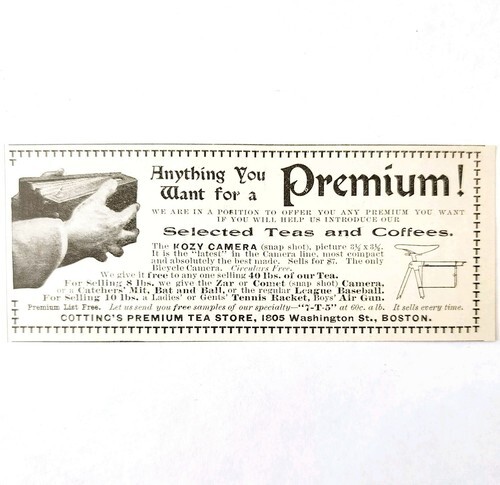 Anything You
Want for a Premium!
WE ARE IN A POSITION TO OFFER YOU ANY PREMIUM YOU WANT
IF YOU WILL HELP US INTRODUCE OUR
Selected Teas and Coffees.
The KOZY CAMERA (snap shot), picture 3½ x 3½.
It is the "latest" in the Camera line, most compact
and absolutely the best made. Sells for $7. The only
Bicycle Camera. Circulars Free.
We give it free to any one selling 40 lbs. of our Tea.
For Selling 8 lbs. we give the Zar or Comet (snap shot) Camera,
or a Catchers' Mit, Bat and Ball, or the regular League Baseball.
For Selling 10 lbs. a Ladies' or Gents' Tennis Racket, Boys' Air Gun.
Premium List Free. Let us send you free samples of our specialty—"7-T-5" at 60c. a lb. It sells every time.
COTTING'S PREMIUM TEA STORE, 1805 Washington St., BOSTON.